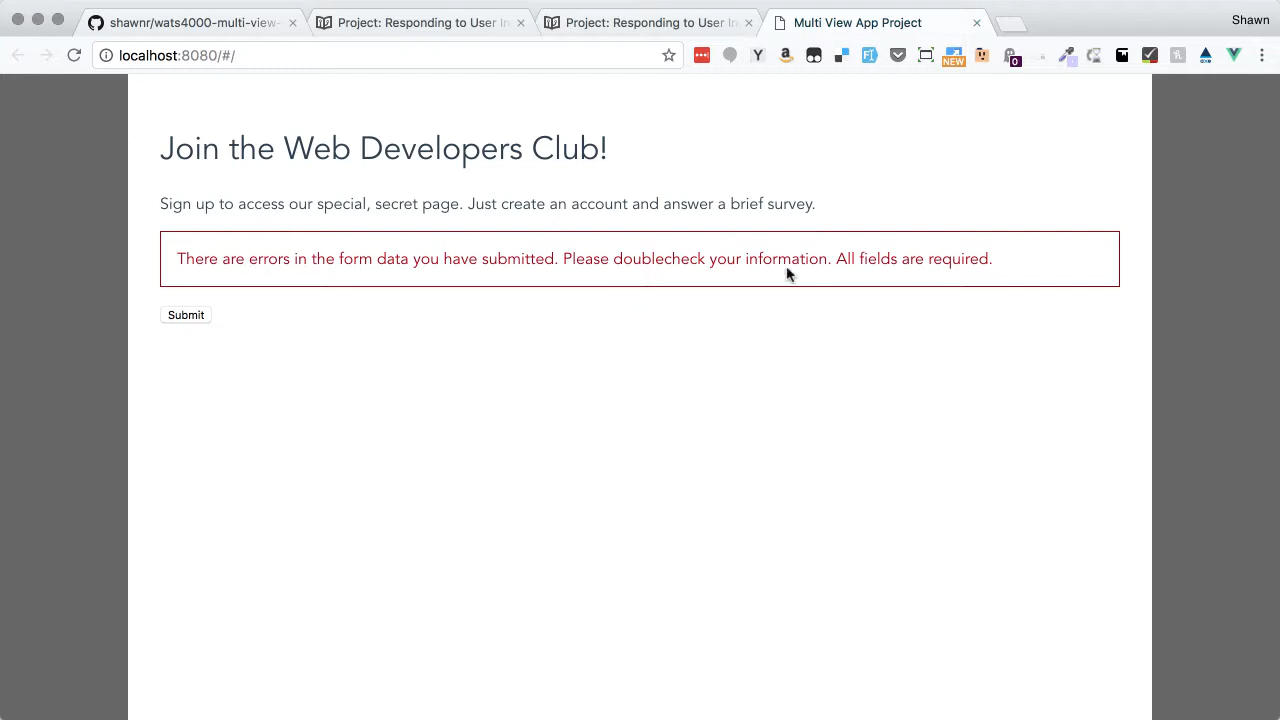 shawnr/wats4000-multi-view-
Project: Responding to User In
Project: Responding to User In
Multi View App Project
Shawn
localhost:8080/#/
Y
a
F
NEW
0
Join the Web Developers Club!
Sign up to access our special, secret page. Just create an account and answer a brief survey.
There are errors in the form data you have submitted. Please doublecheck your information. All fields are required.
Submit